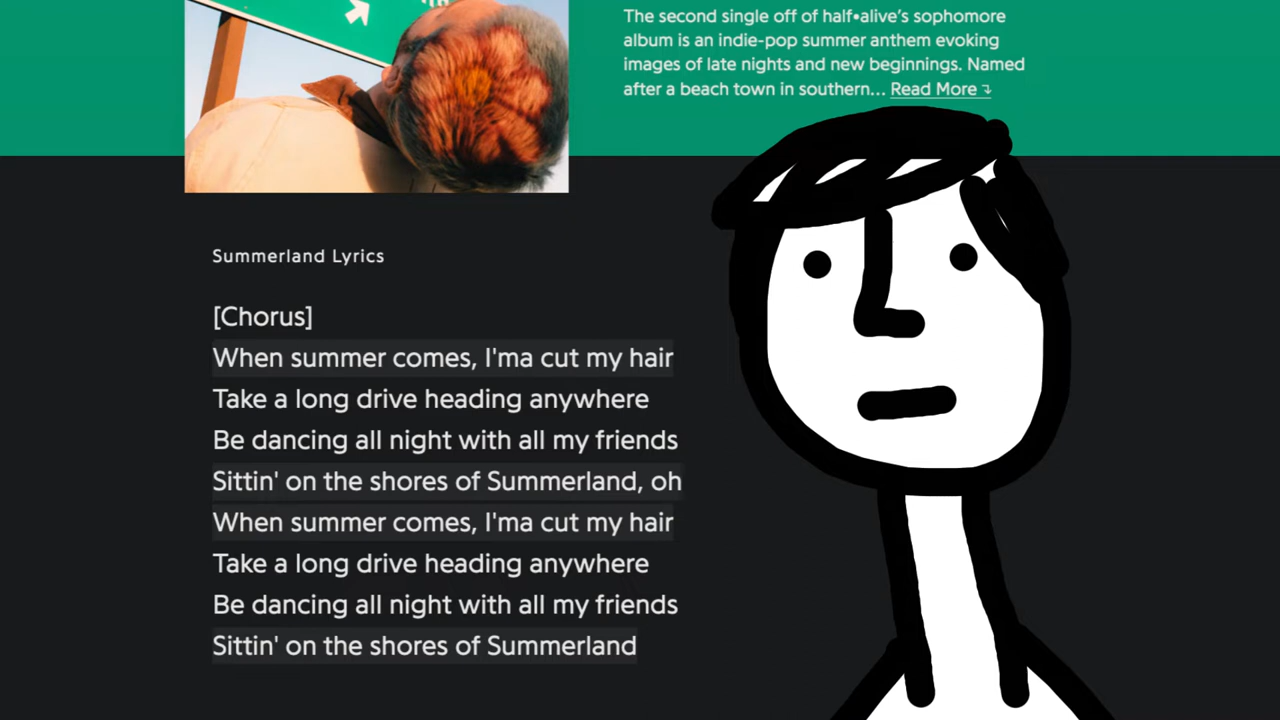 The second single off of half•alive's sophomore
album is an indie-pop summer anthem evoking
images of late nights and new beginnings. Named
after a beach town in southern... Read More
Summerland Lyrics
[Chorus]
When summer comes, I'ma cut my hair
Take a long drive heading anywhere
Be dancing all night with all my friends
Sittin' on the shores of Summerland, oh
When summer comes, I'ma cut my hair
Take a long drive heading anywhere
Be dancing all night with all my friends
Sittin' on the shores of Summerland